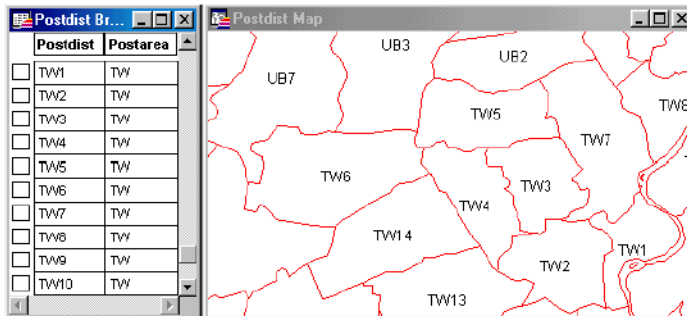 Postdist Br...
Postdist Postarea
TW1 TW
TW2 TW
TW3 TW
TW4 TW
TW5 TW
TW6 TW
TW7 TW
TW8 TW
TW9 TW
TW10 TW
Postdist Map
UB3
UB2
UB7
TW8
TW5
TW7
TW6
TW3
TW4
TW14
TW1
TW2
TW13